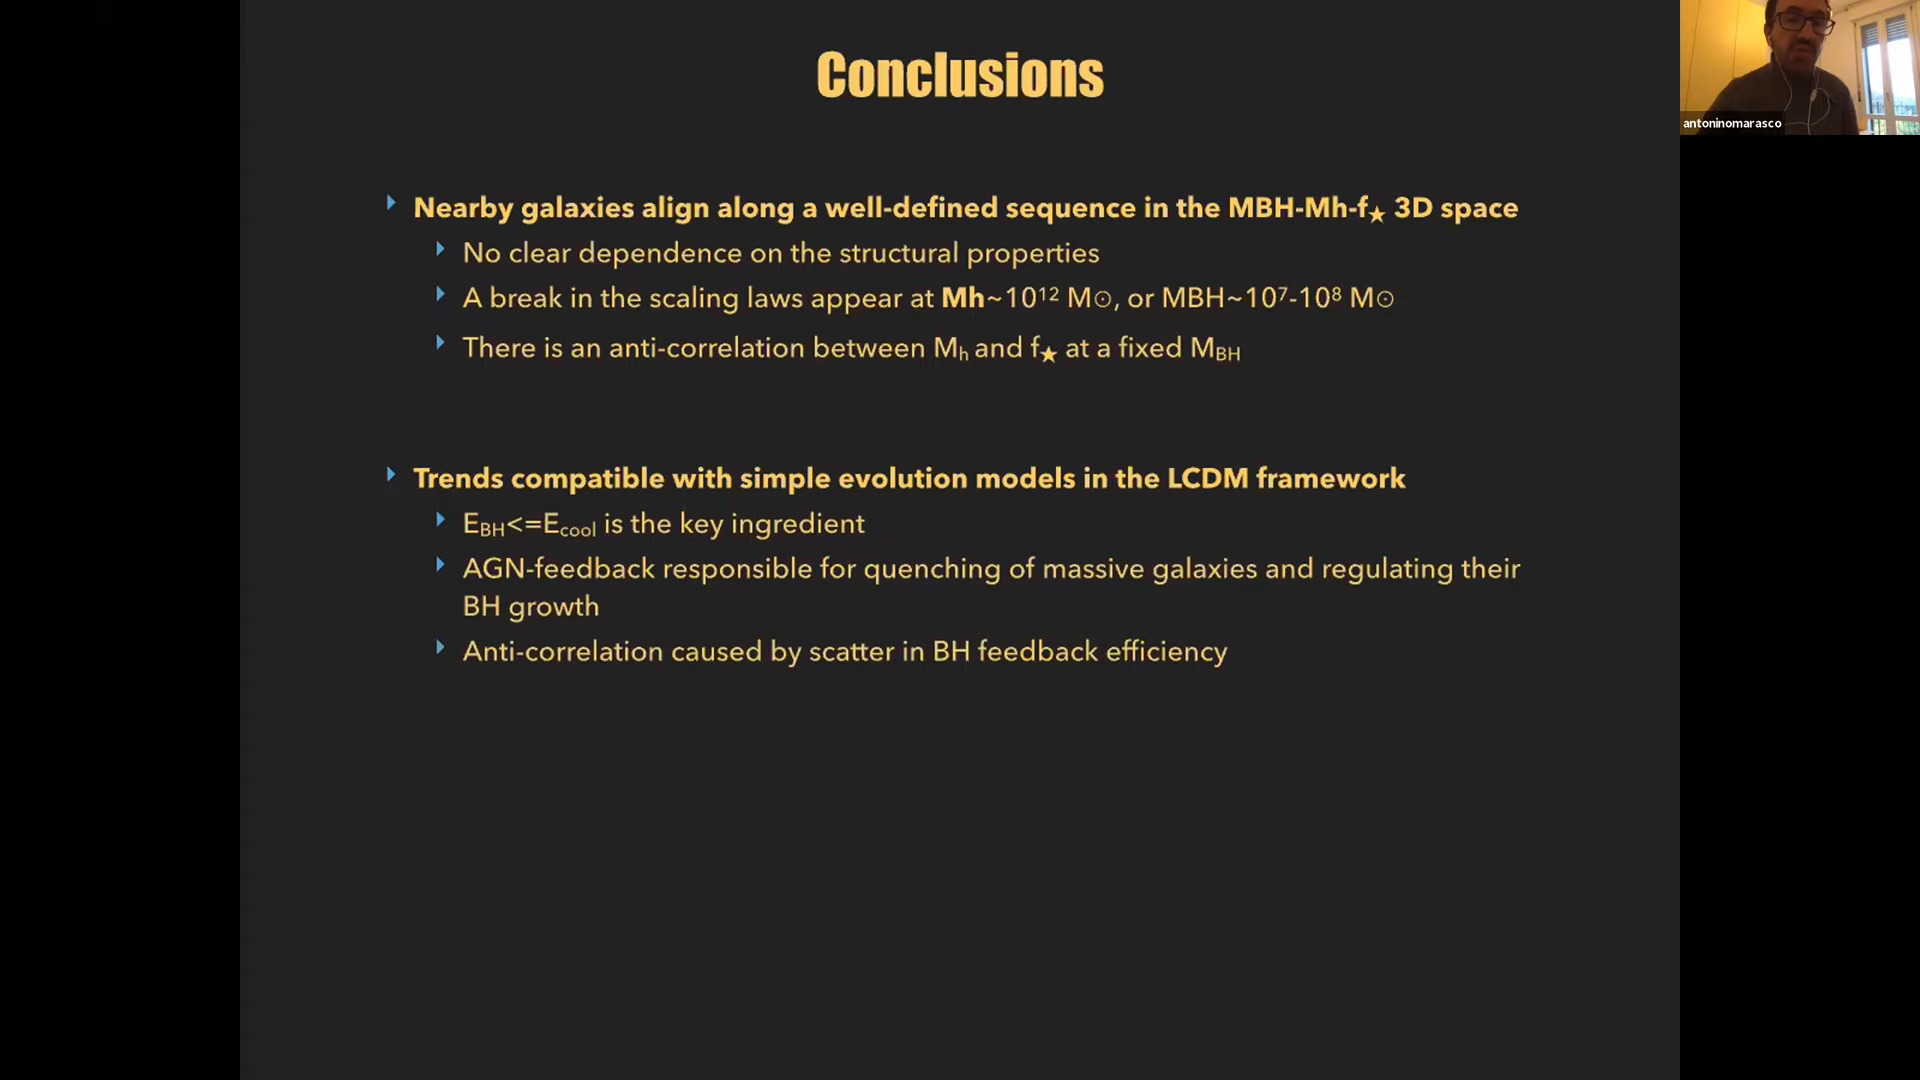 Conclusions
antoninomarasco
Nearby galaxies align along a well-defined sequence in the MBH-Mh-f★ 3D space
No clear dependence on the structural properties
A break in the scaling laws appear at Mh~10¹² M⊙, or MBH~10⁷-10⁸ M⊙
There is an anti-correlation between Mₕ and f★ at a fixed MBH
Trends compatible with simple evolution models in the LCDM framework
EBH<=Ecool is the key ingredient
AGN-feedback responsible for quenching of massive galaxies and regulating their
BH growth
Anti-correlation caused by scatter in BH feedback efficiency